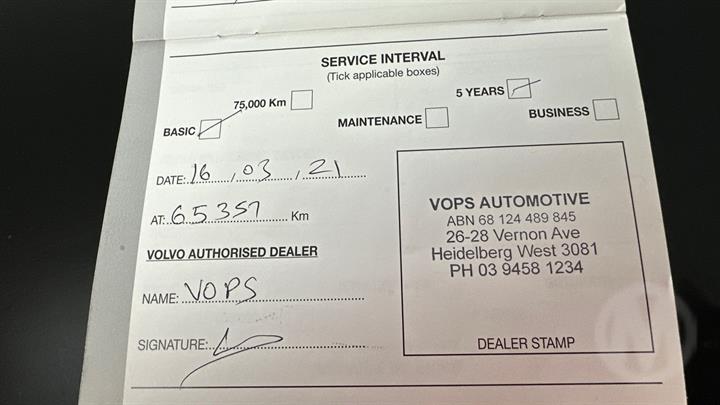 SERVICE INTERVAL
(Tick applicable boxes)
75,000 Km
5 YEARS
BASIC
MAINTENANCE
BUSINESS
DATE: 16, 03, 21
AT: 65357 Km
VOLVO AUTHORISED DEALER
NAME: VOPS
SIGNATURE:
VOPS AUTOMOTIVE
ABN 68 124 489 845
26-28 Vernon Ave
Heidelberg West 3081
PH 03 9458 1234
DEALER STAMP